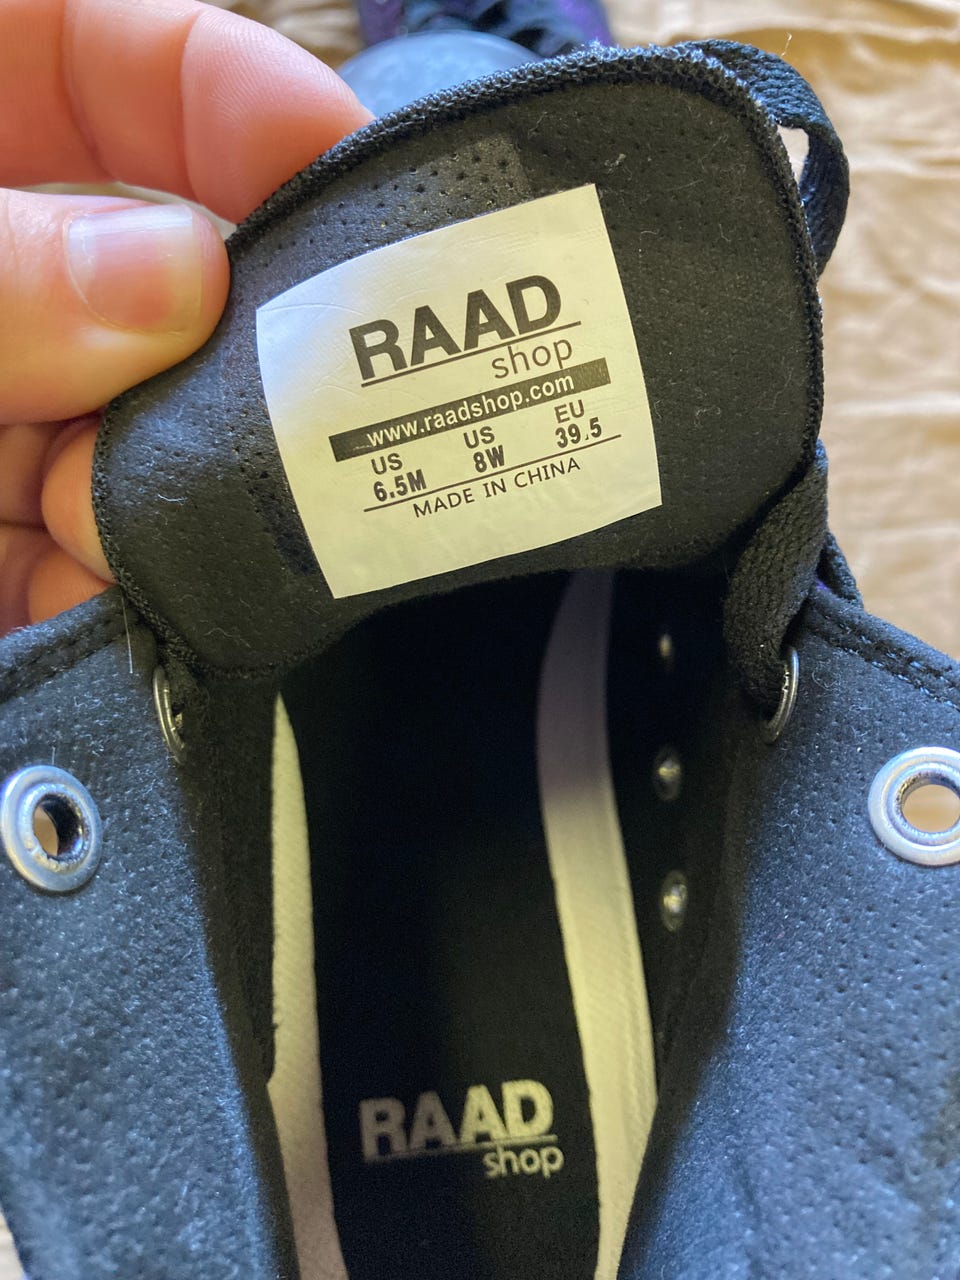 RAAD
shop
www.raadshop.com
US US EU
6.5M 8W 39.5
MADE IN CHINA
RAAD
shop